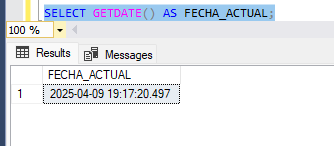 SELECT GETDATE() AS FECHA_ACTUAL;
100 %
Results Messages
FECHA_ACTUAL
1 2025-04-09 19:17:20.497